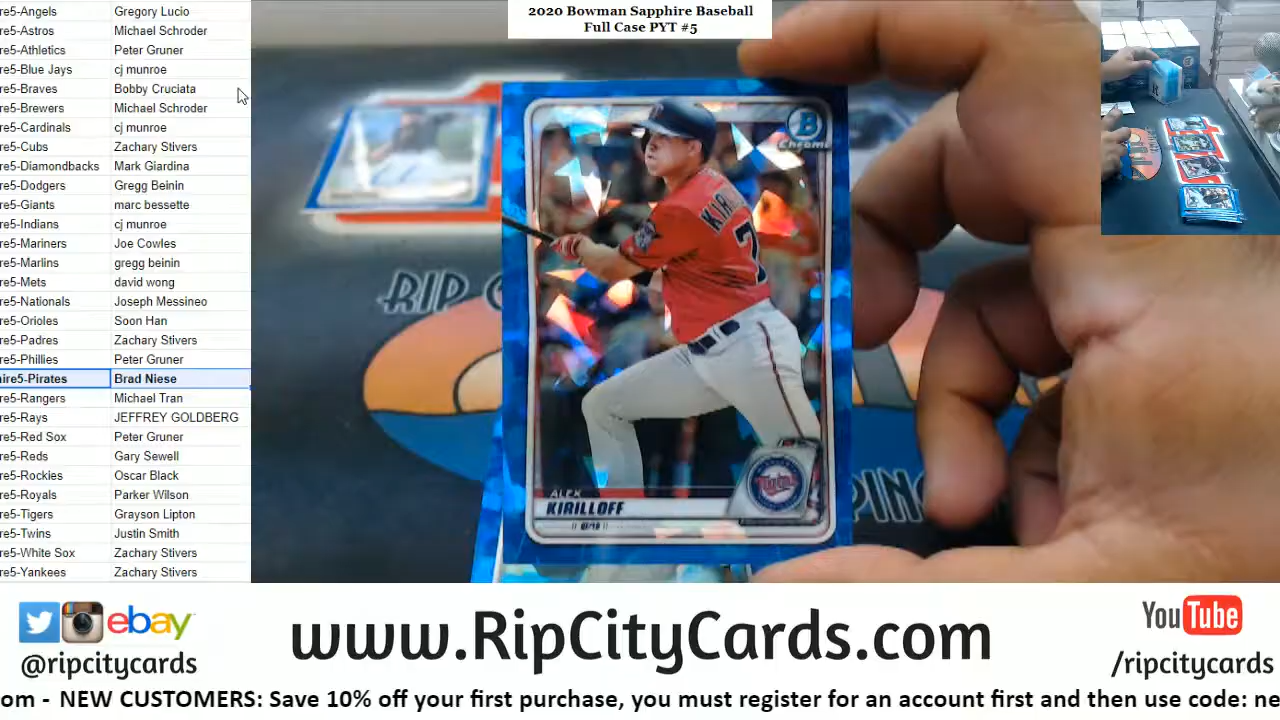 2020 Bowman Sapphire Baseball
Full Case PYT #5
re5-Angels Gregory Lucio
re5-Astros Michael Schroder
re5-Athletics Peter Gruner
re5-Blue Jays cj munroe
re5-Braves Bobby Cruciata
re5-Brewers Michael Schroder
re5-Cardinals cj munroe
re5-Cubs Zachary Stivers
re5-Diamondbacks Mark Giardina
re5-Dodgers Gregg Beinin
re5-Giants marc bessette
re5-Indians cj munroe
re5-Mariners Joe Cowles
re5-Marlins gregg beinin
re5-Mets david wong
re5-Nationals Joseph Messineo
re5-Orioles Soon Han
re5-Padres Zachary Stivers
re5-Phillies Peter Gruner
ire5-Pirates Brad Niese
re5-Rangers Michael Tran
re5-Rays JEFFREY GOLDBERG
re5-Red Sox Peter Gruner
re5-Reds Gary Sewell
re5-Rockies Oscar Black
re5-Royals Parker Wilson
re5-Tigers Grayson Lipton
re5-Twins Justin Smith
re5-White Sox Zachary Stivers
re5-Yankees Zachary Stivers
B
Chrome
RIP C
PING
ALEX
KIRILLOFF
Twins
ebay
@ripcitycards
www.RipCityCards.com
YouTube
/ripcitycards
om - NEW CUSTOMERS: Save 10% off your first purchase, you must register for an account first and then use code: ne